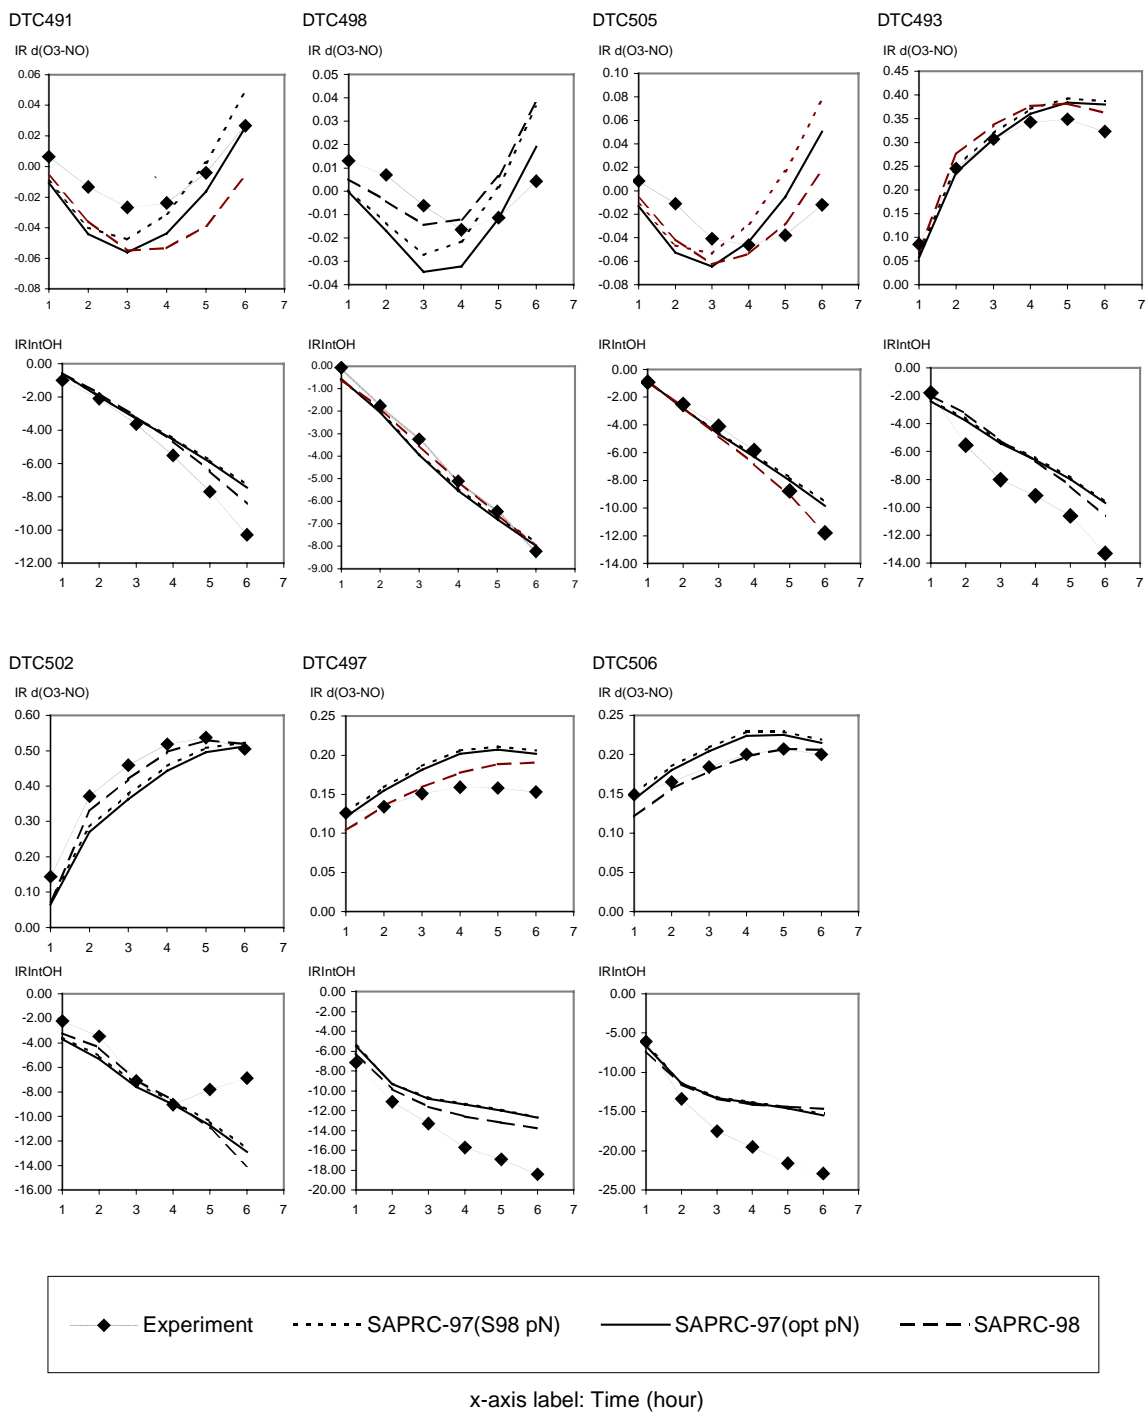 DTC491 DTC498 DTC505 DTC493
IR d(O3-NO) IR d(O3-NO) IR d(O3-NO) IR d(O3-NO)
0.06 0.05 0.10 0.45
0.04 0.04 0.08 0.40
0.02 0.03 0.06 0.35
0.00 0.02 0.04 0.30
-0.02 0.01 0.02 0.25
-0.04 0.00 0.00 0.20
-0.06 -0.01 -0.02 0.15
-0.08 -0.02 -0.04 0.10
-0.03 -0.06 0.05
-0.04 -0.08 0.00
1 2 3 4 5 6 7 1 2 3 4 5 6 7 1 2 3 4 5 6 7 1 2 3 4 5 6 7
IRIntOH IRIntOH IRIntOH IRIntOH
0.00 0.00 0.00 0.00
-2.00 -1.00 -2.00 -2.00
-4.00 -2.00 -4.00 -4.00
-6.00 -3.00 -6.00 -6.00
-8.00 -4.00 -8.00 -8.00
-10.00 -5.00 -10.00 -10.00
-12.00 -6.00 -12.00 -12.00
-7.00 -14.00 -14.00
-8.00
-9.00
1 2 3 4 5 6 7 1 2 3 4 5 6 7 1 2 3 4 5 6 7 1 2 3 4 5 6 7
DTC502 DTC497 DTC506
IR d(O3-NO) IR d(O3-NO) IR d(O3-NO)
0.60 0.25 0.25
0.50 0.20 0.20
0.40 0.15 0.15
0.30 0.10 0.10
0.20 0.05 0.05
0.10 0.00 0.00
0.00
1 2 3 4 5 6 7 1 2 3 4 5 6 7 1 2 3 4 5 6 7
IRIntOH IRIntOH IRIntOH
0.00 0.00 0.00
-2.00 -2.00 -5.00
-4.00 -4.00 -10.00
-6.00 -6.00 -15.00
-8.00 -8.00 -20.00
-10.00 -10.00 -25.00
-12.00 -12.00
-14.00 -14.00
-16.00 -16.00
-18.00
-20.00
1 2 3 4 5 6 7 1 2 3 4 5 6 7 1 2 3 4 5 6 7
Experiment SAPRC-97(S98 pN) SAPRC-97(opt pN) SAPRC-98
x-axis label: Time (hour)